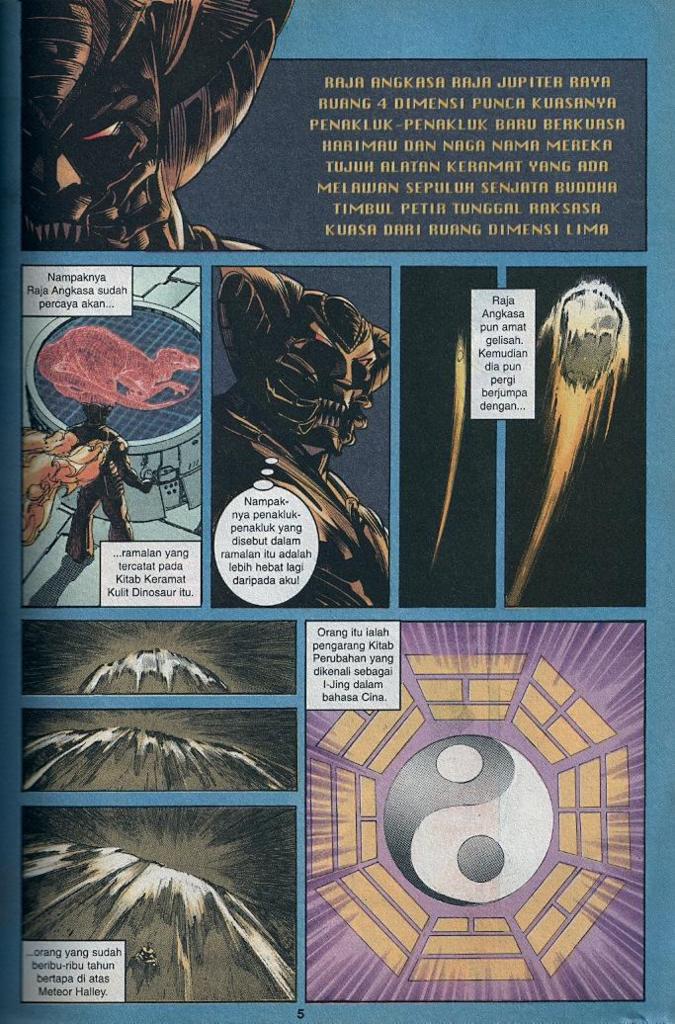 RAJA ANGKASA RAJA JUPITER RAYA
RUANG 4 DIMENSI PUNCA KUASANYA
PENAKLUK-PENAKLUK BARU BERKUASA
HARIMAU DAN NAGA NAMA MEREKA
TUJUH ALATAN KERAMAT YANG ADA
MELAWAN SEPULUH SENJATA BUDDHA
TIMBUL PETIR TUNGGAL RAKSASA
KUASA DARI RUANG DIMENSI LIMA
Nampaknya
Raja Angkasa sudah
percaya akan...
...ramalan yang
tercatat pada
Kitab Keramat
Kulit Dinosaur itu.
Nampak-
nya penakluk-
penakluk yang
disebut dalam
ramalan itu adalah
lebih hebat lagi
daripada aku!
Raja
Angkasa
pun amat
gelisah.
Kemudian
dia pun
pergi
berjumpa
dengan...
...orang yang sudah
beribu-ribu tahun
bertapa di atas
Meteor Halley.
Orang itu ialah
pengarang Kitab
Perubahan yang
dikenali sebagai
I-Jing dalam
bahasa Cina.
5